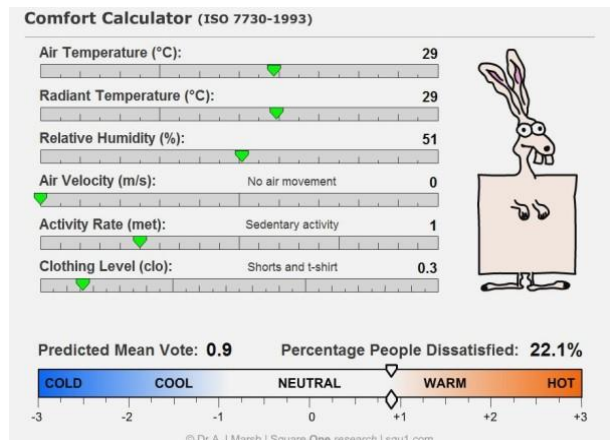 Comfort Calculator (ISO 7730-1993)
Air Temperature (°C): 29
Radiant Temperature (°C): 29
Relative Humidity (%): 51
Air Velocity (m/s): No air movement 0
Activity Rate (met): Sedentary activity 1
Clothing Level (clo): Shorts and t-shirt 0.3
Predicted Mean Vote: 0.9 Percentage People Dissatisfied: 22.1%
COLD COOL NEUTRAL WARM HOT
-3 -2 -1 0 +1 +2 +3
© Dr A J Marsh | Square One research | squ1.com